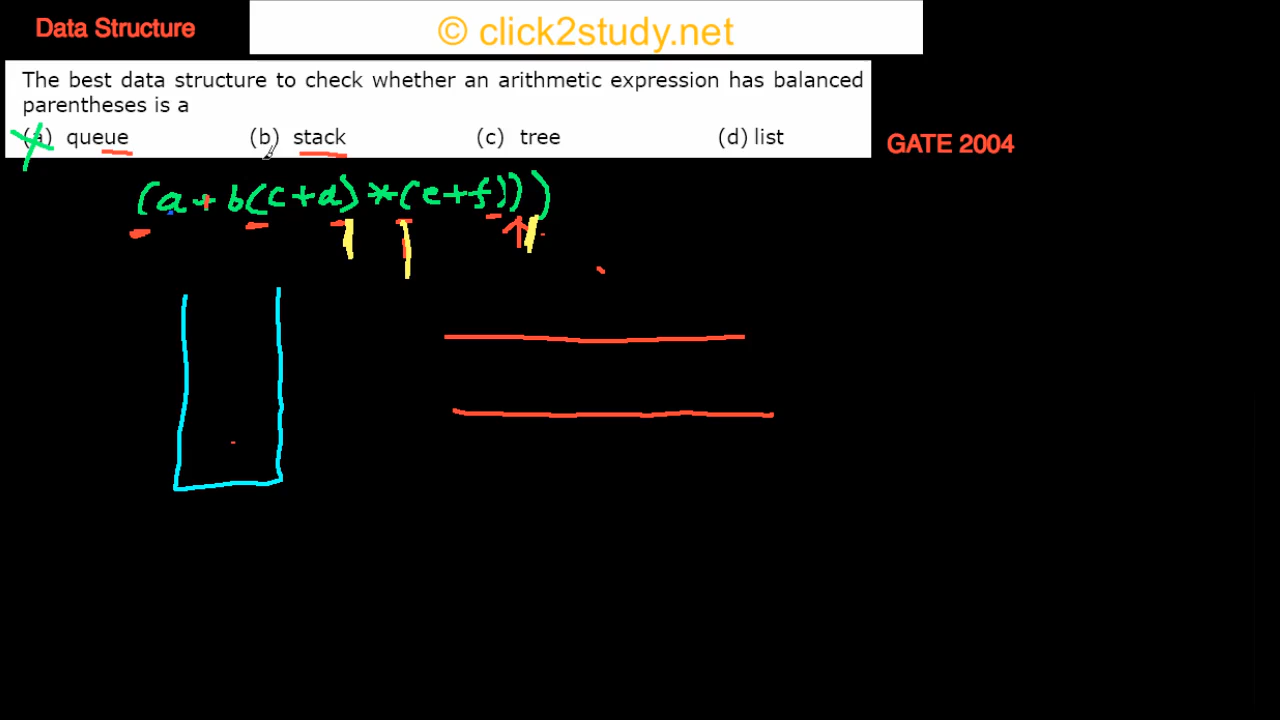 Data Structure
© click2study.net
The best data structure to check whether an arithmetic expression has balanced
parentheses is a
(a) queue (b) stack (c) tree (d) list
GATE 2004
(a+b(c+d)*(e+f)))